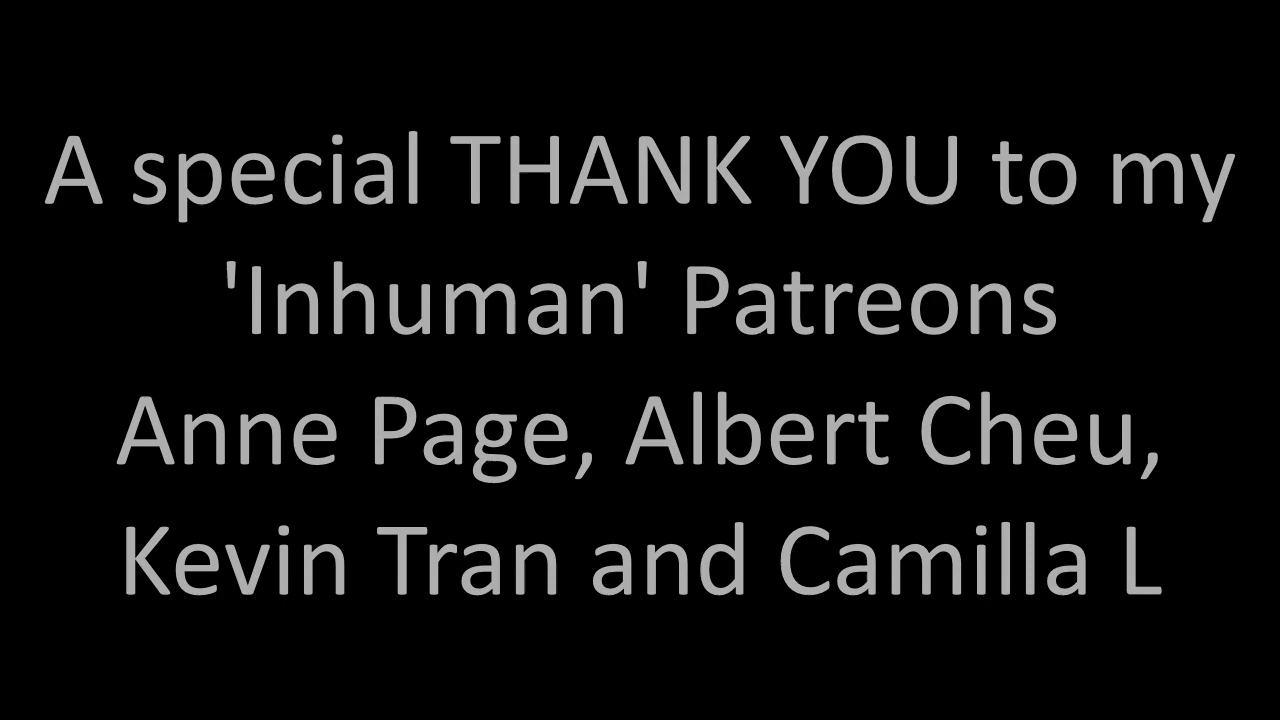 A special THANK YOU to my
'Inhuman' Patreons
Anne Page, Albert Cheu,
Kevin Tran and Camilla L